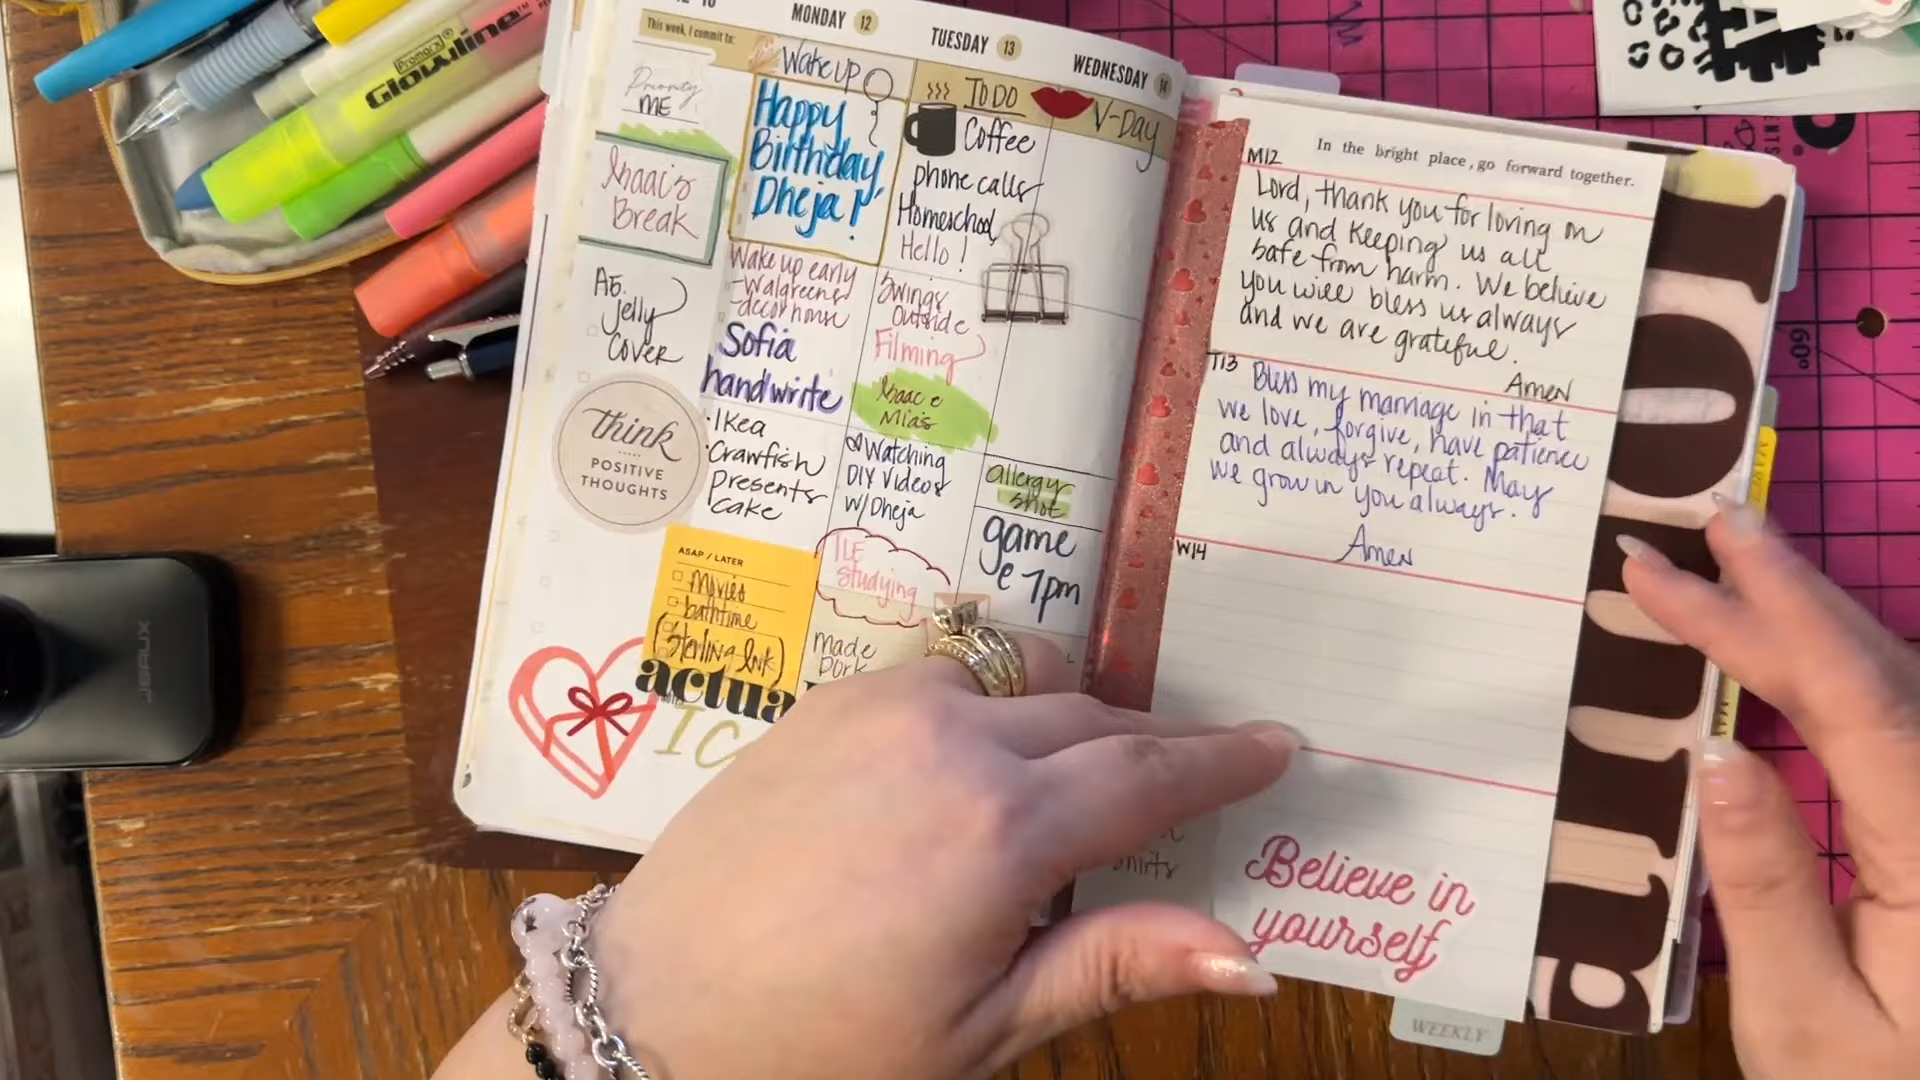 MONDAY 12
TUESDAY 13
WEDNESDAY 14
This week, I commit to:
Priority
ME
Isaac's
Break
A5
Jelly
Cover
think
POSITIVE
THOUGHTS
Wake up
Happy
Birthday
Dheja!
Wake up early
-Walgreens
-decor house
Sofia
handwrite
·Ikea
·Crawfish
Presents
cake
ASAP / LATER
movies
bathtime
(Sterling Ink)
actua
IC
TO DO
Coffee
phone calls
Homeschool
Hello!
Swings
Outside
Filming
Isaac @
Mia's
Watching
DIY Videos
w/ Dheja
TLE
studying
made
pork
V-DAY
allergy
shot
game
@ 7pm
In the bright place, go forward together.
M12
Lord, thank you for loving on
us and keeping us all
safe from harm. We believe
you will bless us always
and we are grateful.
Amen
T13
Bless my marriage in that
we love, forgive, have patience
and always repeat. May
we grow in you always.
Amen
W14
Believe in
yourself
WEEKLY
Promarx
Glowline
JSAUX
60°